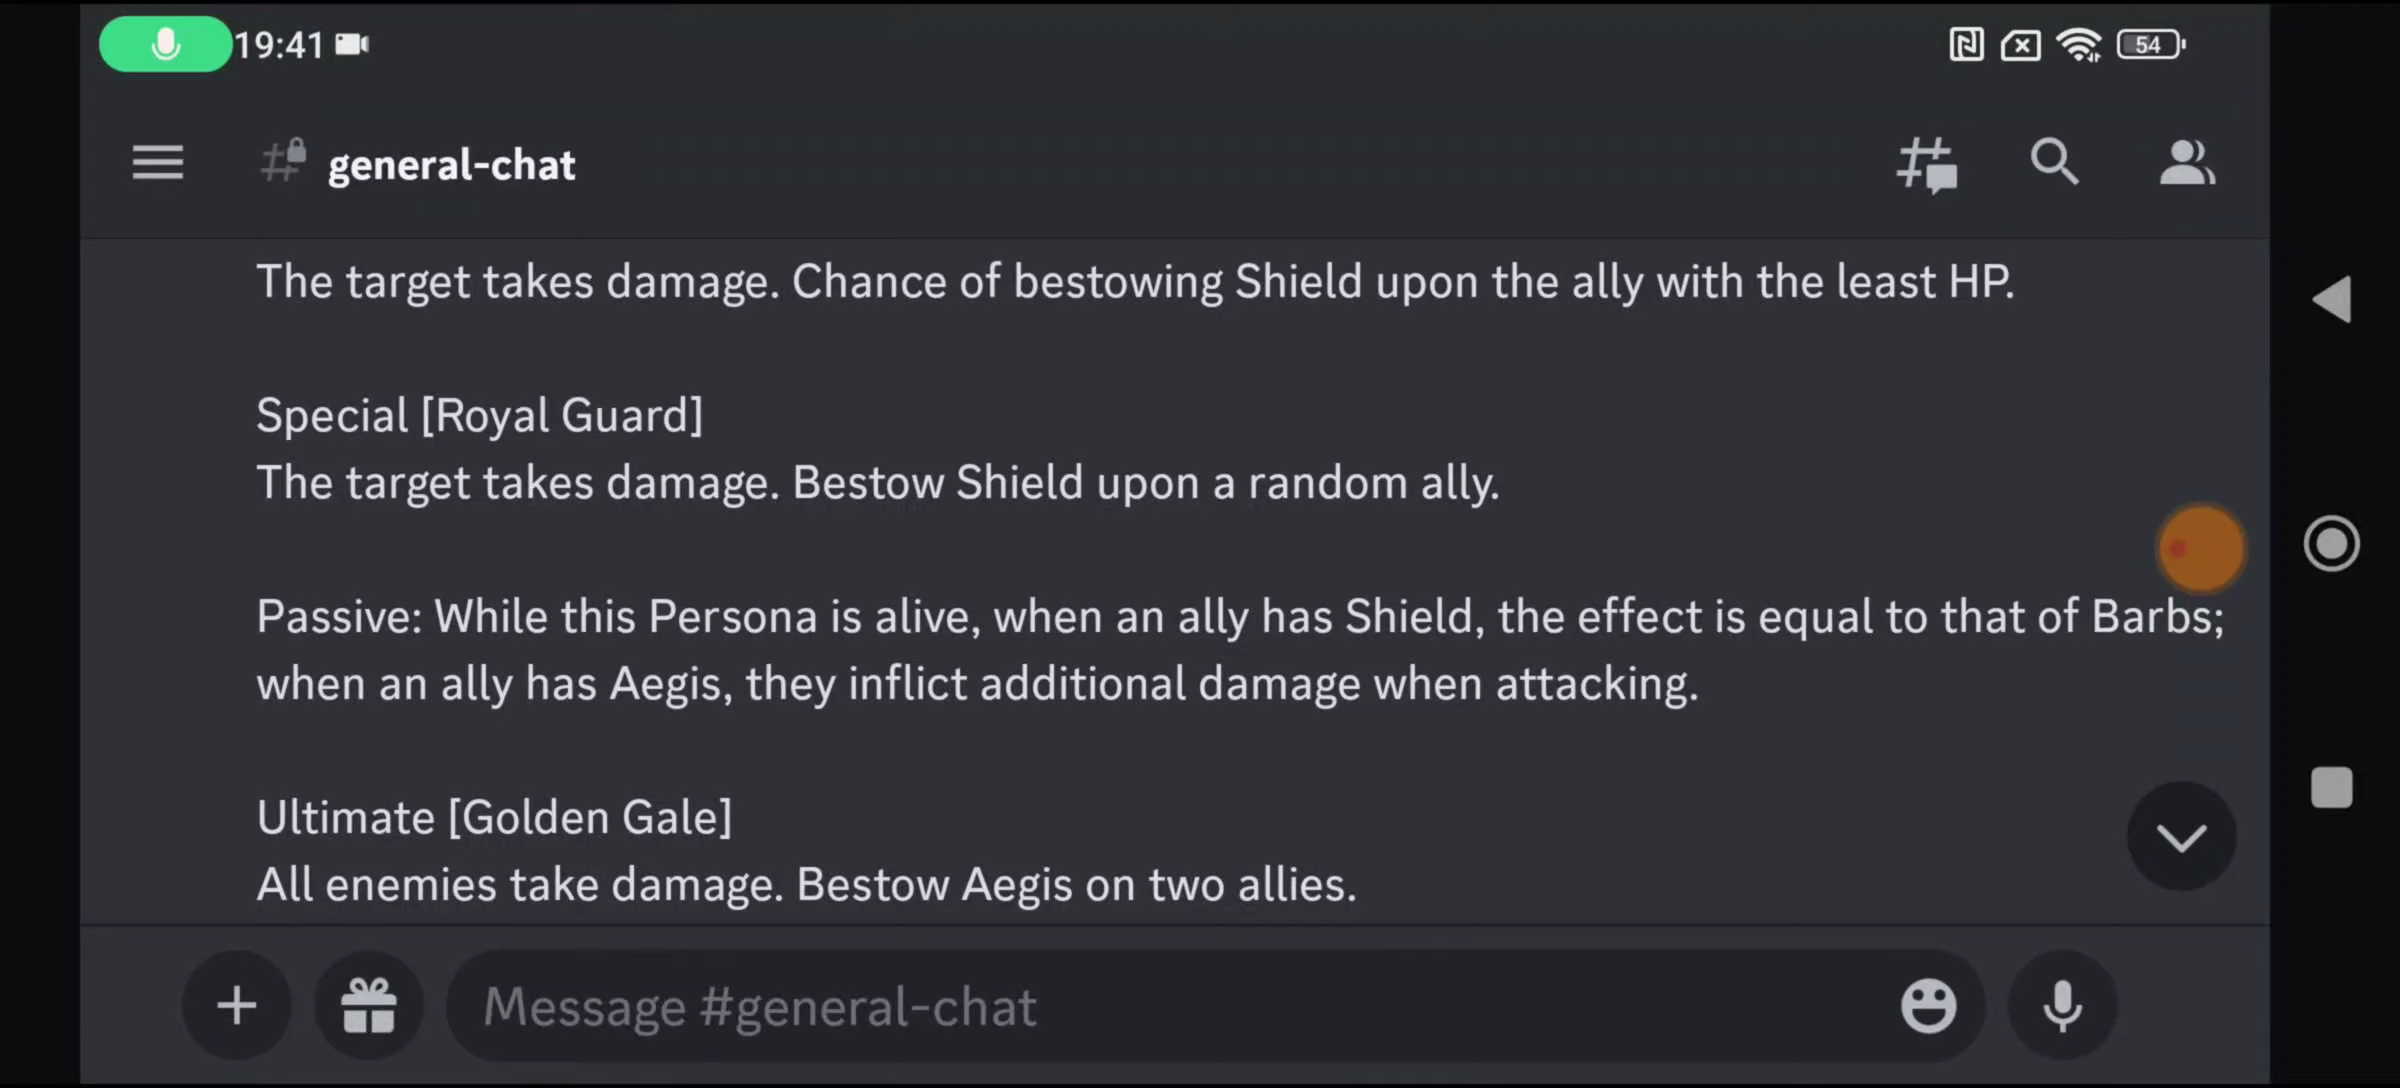 19:41
54
general-chat
The target takes damage. Chance of bestowing Shield upon the ally with the least HP.
Special [Royal Guard]
The target takes damage. Bestow Shield upon a random ally.
Passive: While this Persona is alive, when an ally has Shield, the effect is equal to that of Barbs;
when an ally has Aegis, they inflict additional damage when attacking.
Ultimate [Golden Gale]
All enemies take damage. Bestow Aegis on two allies.
Message #general-chat